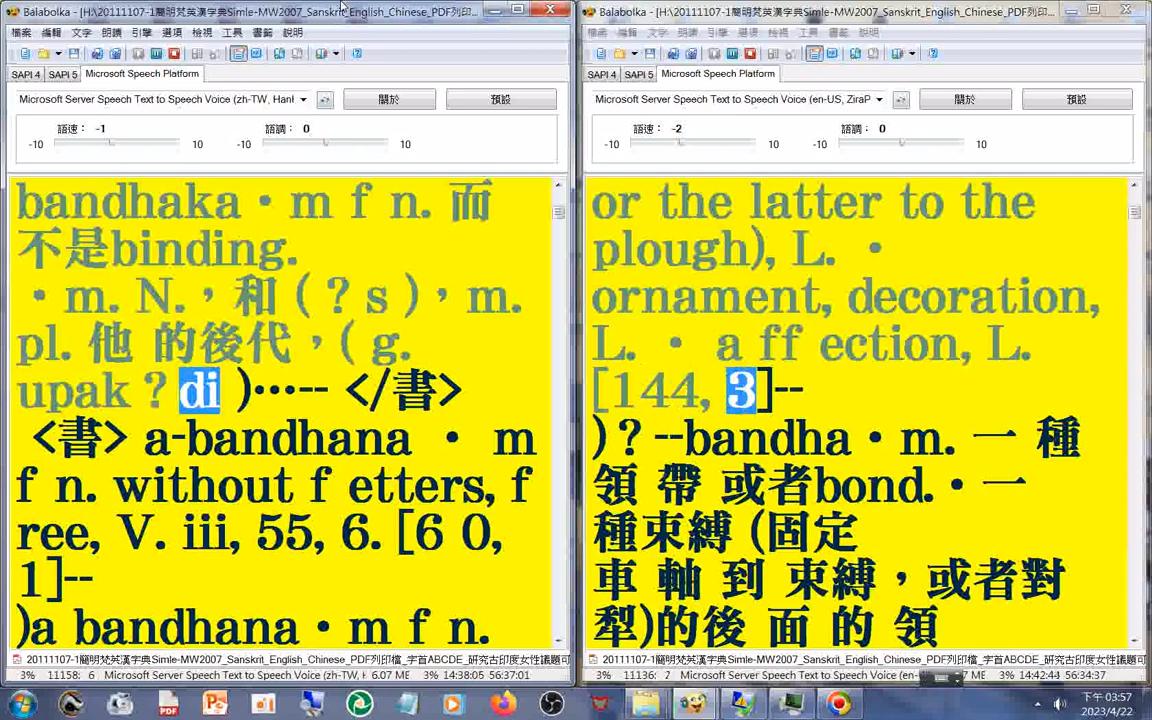 Balabolka - [H:\20111107-1簡明梵英漢字典Simle-MW2007_Sanskrit_English_Chinese_PDF列印...
檔案 編輯 文字 朗讀 引擎 選項 檢視 工具 書籤 說明
SAPI 4 SAPI 5 Microsoft Speech Platform
Microsoft Server Speech Text to Speech Voice (zh-TW, HanH 關於 預設
語速： -1 語調： 0
-10 10 -10 10
bandhaka・m f n. 而
不是binding.
・m. N.，和 ( ? s )，m.
pl. 他 的後代，( g.
upak ? di )…-- </書>
<書> a-bandhana ・ m
f n. without f etters, f
ree, V. iii, 55, 6. [6 0,
1]--
)a bandhana・m f n.
20111107-1簡明梵英漢字典Simle-MW2007_Sanskrit_English_Chinese_PDF列印檔_字首ABCDE_研究古印度女性議題可
3% 11158: 6 Microsoft Server Speech Text to Speech Voice (zh-TW, H 6.07 ME 3% 14:38:05 56:37:01
Balabolka - [H:\20111107-1簡明梵英漢字典Simle-MW2007_Sanskrit_English_Chinese_PDF列印...
檔案 編輯 文字 朗讀 引擎 選項 檢視 工具 書籤 說明
SAPI 4 SAPI 5 Microsoft Speech Platform
Microsoft Server Speech Text to Speech Voice (en-US, ZiraP 關於 預設
語速： -2 語調： 0
-10 10 -10 10
or the latter to the
plough), L. ・
ornament, decoration,
L. ・ a ff ection, L.
[144, 3]--
)？--bandha・m. 一 種
領 帶 或者bond.・一
種束縛 (固定
車 軸 到 束縛，或者對
犁)的後 面 的 領
20111107-1簡明梵英漢字典Simle-MW2007_Sanskrit_English_Chinese_PDF列印檔_字首ABCDE_研究古印度女性議題可
3% 11136: 2 Microsoft Server Speech Text to Speech 3% 14:42:44 56:34:37
下午 03:57
2023/4/22